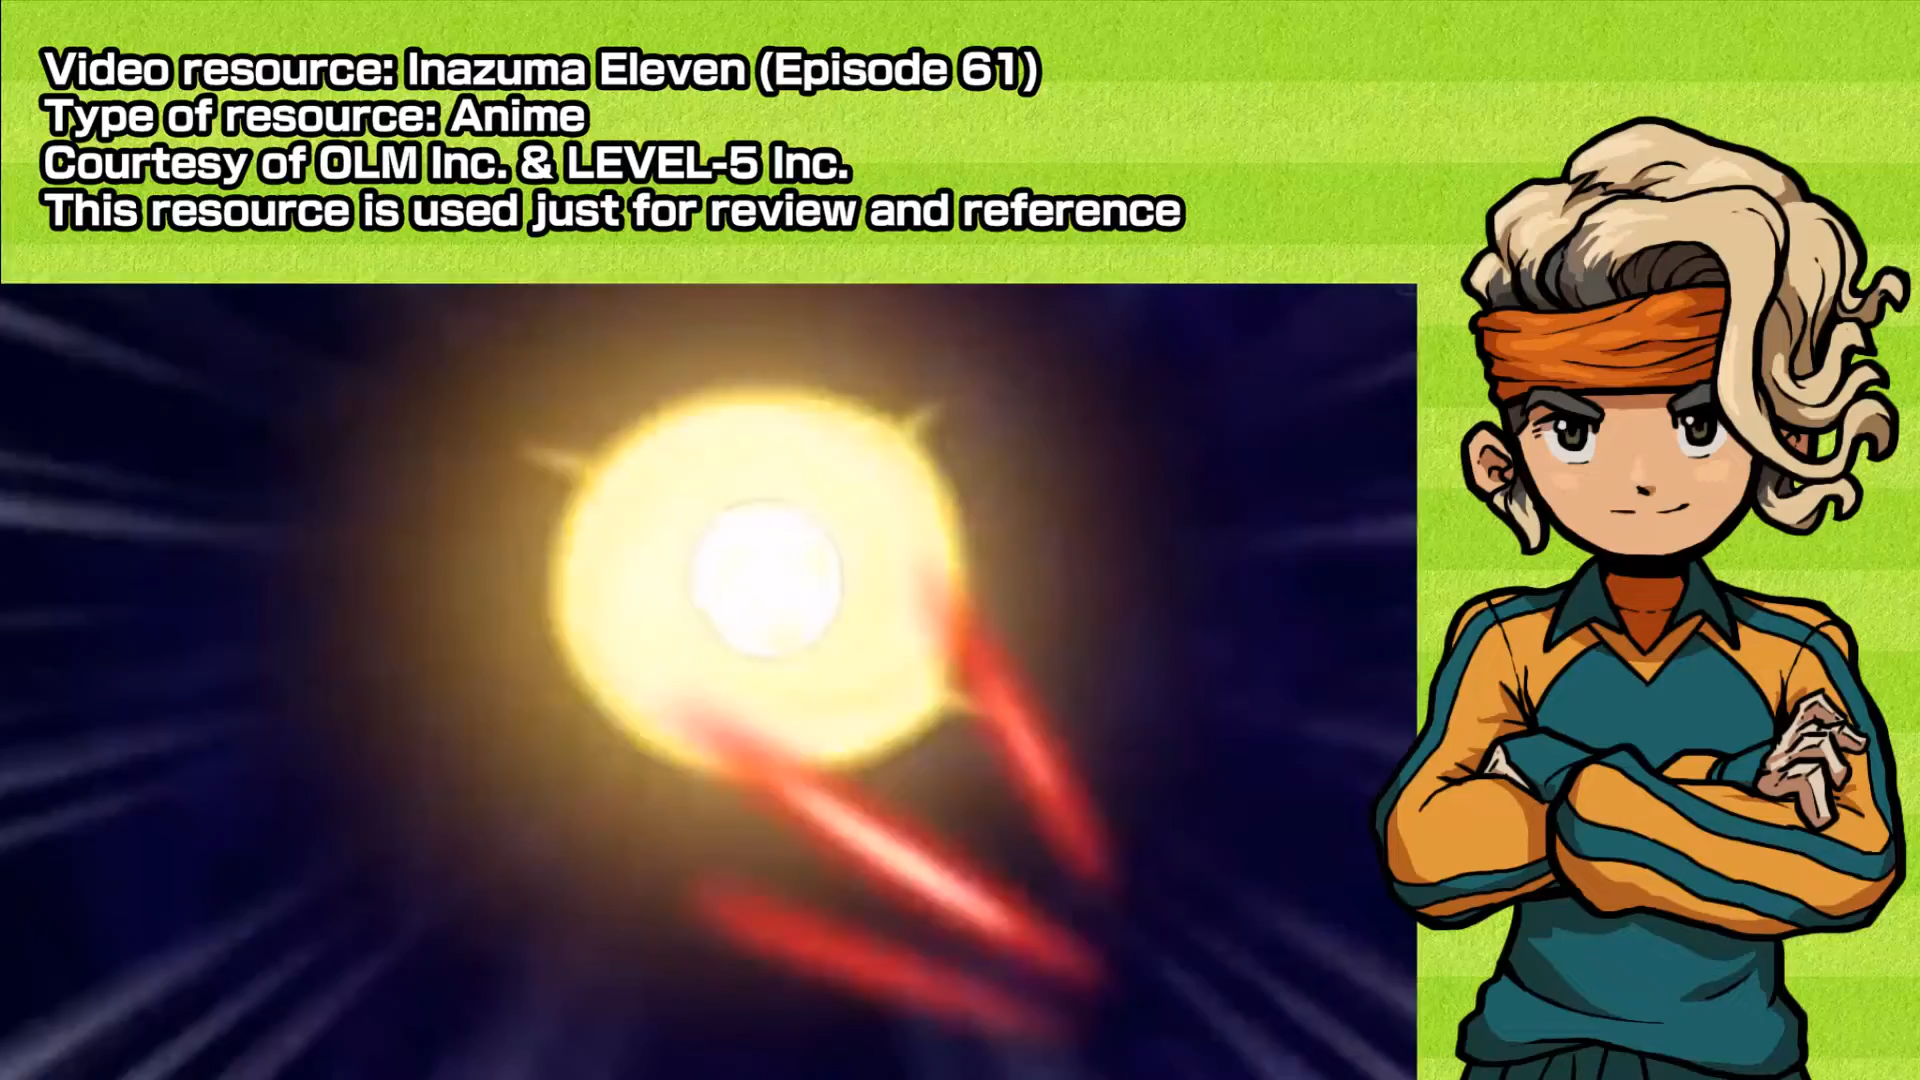 Video resource: Inazuma Eleven (Episode 61)
Type of resource: Anime
Courtesy of OLM Inc. & LEVEL-5 Inc.
This resource is used just for review and reference